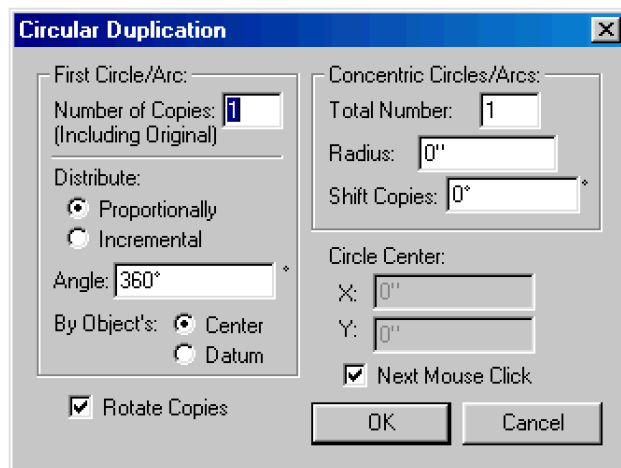 Circular Duplication
First Circle/Arc:
Number of Copies: 1
(Including Original)
Distribute:
Proportionally
Incremental
Angle: 360° °
By Object's: Center
Datum
Rotate Copies
Concentric Circles/Arcs:
Total Number: 1
Radius: 0"
Shift Copies: 0° °
Circle Center:
X: 0"
Y: 0"
Next Mouse Click
OK Cancel